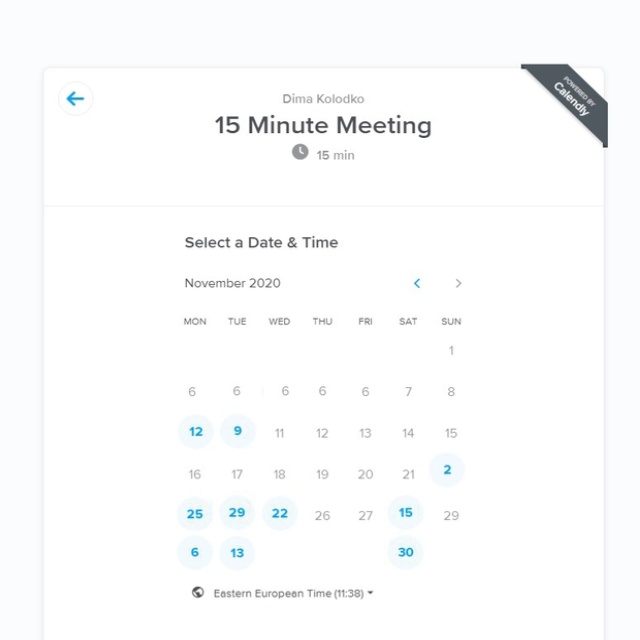 POWERED BY
Calendly
Dima Kolodko
15 Minute Meeting
15 min
Select a Date & Time
November 2020
MON TUE WED THU FRI SAT SUN
1
6 6 6 6 6 7 8
12 9 11 12 13 14 15
16 17 18 19 20 21 2
25 29 22 26 27 15 29
6 13 30
Eastern European Time (11:38)